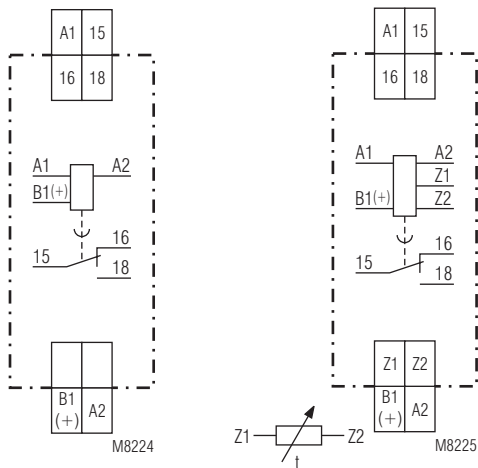 A1 15
16 18
A1 A2
B1(+)
15 16
18
B1 (+) A2
M8224
A1 15
16 18
A1 A2
Z1
B1(+) Z2
15 16
18
Z1 Z2
B1 (+) A2
M8225
Z1 Z2
t